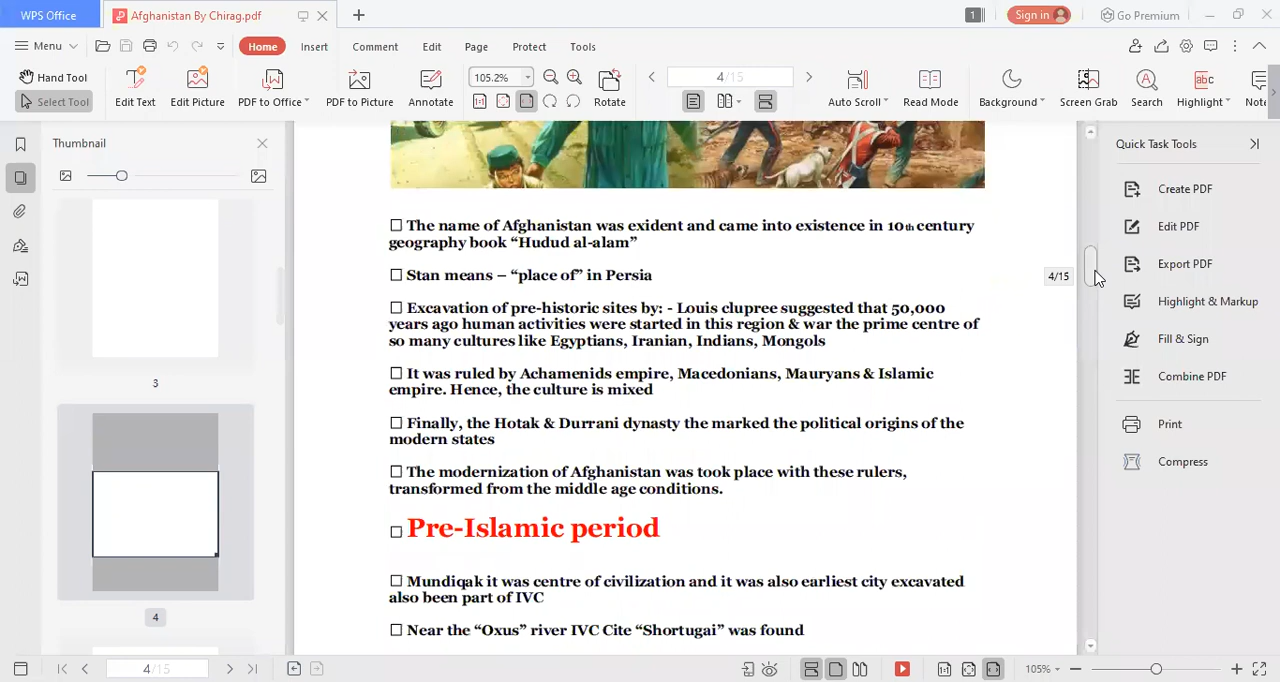 WPS Office
Afghanistan By Chirag.pdf
1
Sign in
Go Premium
Menu
Home
Insert
Comment
Edit
Page
Protect
Tools
Hand Tool
Select Tool
Edit Text
Edit Picture
PDF to Office
PDF to Picture
Annotate
105.2%
Rotate
4/15
Auto Scroll
Read Mode
Background
Screen Grab
Search
Highlight
Note
Thumbnail
3
4
☐ The name of Afghanistan was exident and came into existence in 10th century
geography book “Hudud al-alam”
☐ Stan means – “place of” in Persia
☐ Excavation of pre-historic sites by: - Louis clupree suggested that 50,000
years ago human activities were started in this region & war the prime centre of
so many cultures like Egyptians, Iranian, Indians, Mongols
☐ It was ruled by Achamenids empire, Macedonians, Mauryans & Islamic
empire. Hence, the culture is mixed
☐ Finally, the Hotak & Durrani dynasty the marked the political origins of the
modern states
☐ The modernization of Afghanistan was took place with these rulers,
transformed from the middle age conditions.
☐ Pre-Islamic period
☐ Mundiqak it was centre of civilization and it was also earliest city excavated
also been part of IVC
☐ Near the “Oxus” river IVC Cite “Shortugai” was found
4/15
Quick Task Tools
Create PDF
Edit PDF
Export PDF
Highlight & Markup
Fill & Sign
Combine PDF
Print
Compress
4/15
105%